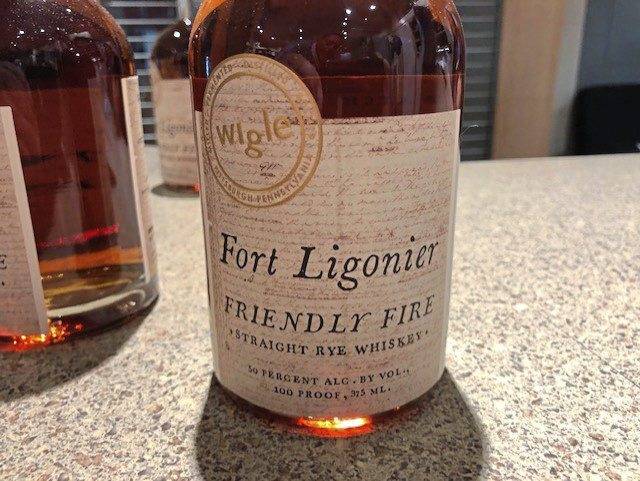 wigle
PITTSBURGH PENNSYLVANIA
Fort Ligonier
FRIENDLY FIRE
•STRAIGHT RYE WHISKEY•
50 PERCENT ALC. BY VOL.,
100 PROOF, 375 ML.
Ligonier